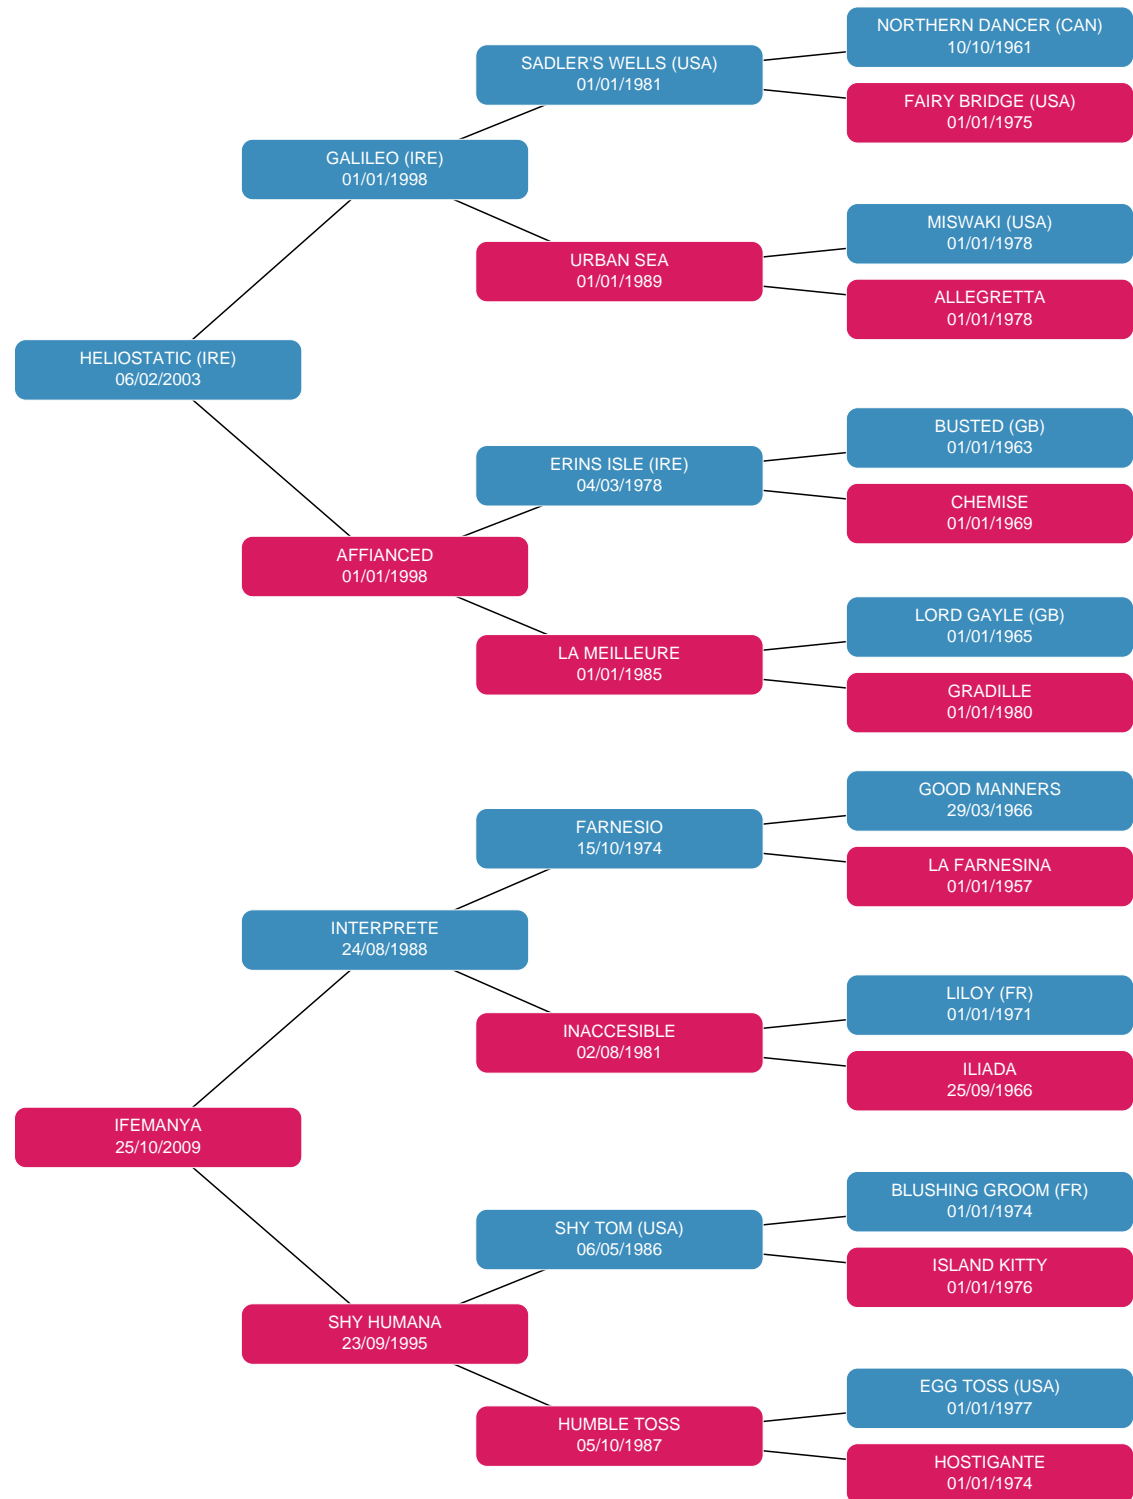 NORTHERN DANCER (CAN)
10/10/1961
SADLER'S WELLS (USA)
01/01/1981
FAIRY BRIDGE (USA)
01/01/1975
GALILEO (IRE)
01/01/1998
MISWAKI (USA)
01/01/1978
URBAN SEA
01/01/1989
ALLEGRETTA
01/01/1978
HELIOSTATIC (IRE)
06/02/2003
BUSTED (GB)
01/01/1963
ERINS ISLE (IRE)
04/03/1978
CHEMISE
01/01/1969
AFFIANCED
01/01/1998
LORD GAYLE (GB)
01/01/1965
LA MEILLEURE
01/01/1985
GRADILLE
01/01/1980
GOOD MANNERS
29/03/1966
FARNESIO
15/10/1974
LA FARNESINA
01/01/1957
INTERPRETE
24/08/1988
LILOY (FR)
01/01/1971
INACCESIBLE
02/08/1981
ILIADA
25/09/1966
IFEMANYA
25/10/2009
BLUSHING GROOM (FR)
01/01/1974
SHY TOM (USA)
06/05/1986
ISLAND KITTY
01/01/1976
SHY HUMANA
23/09/1995
EGG TOSS (USA)
01/01/1977
HUMBLE TOSS
05/10/1987
HOSTIGANTE
01/01/1974